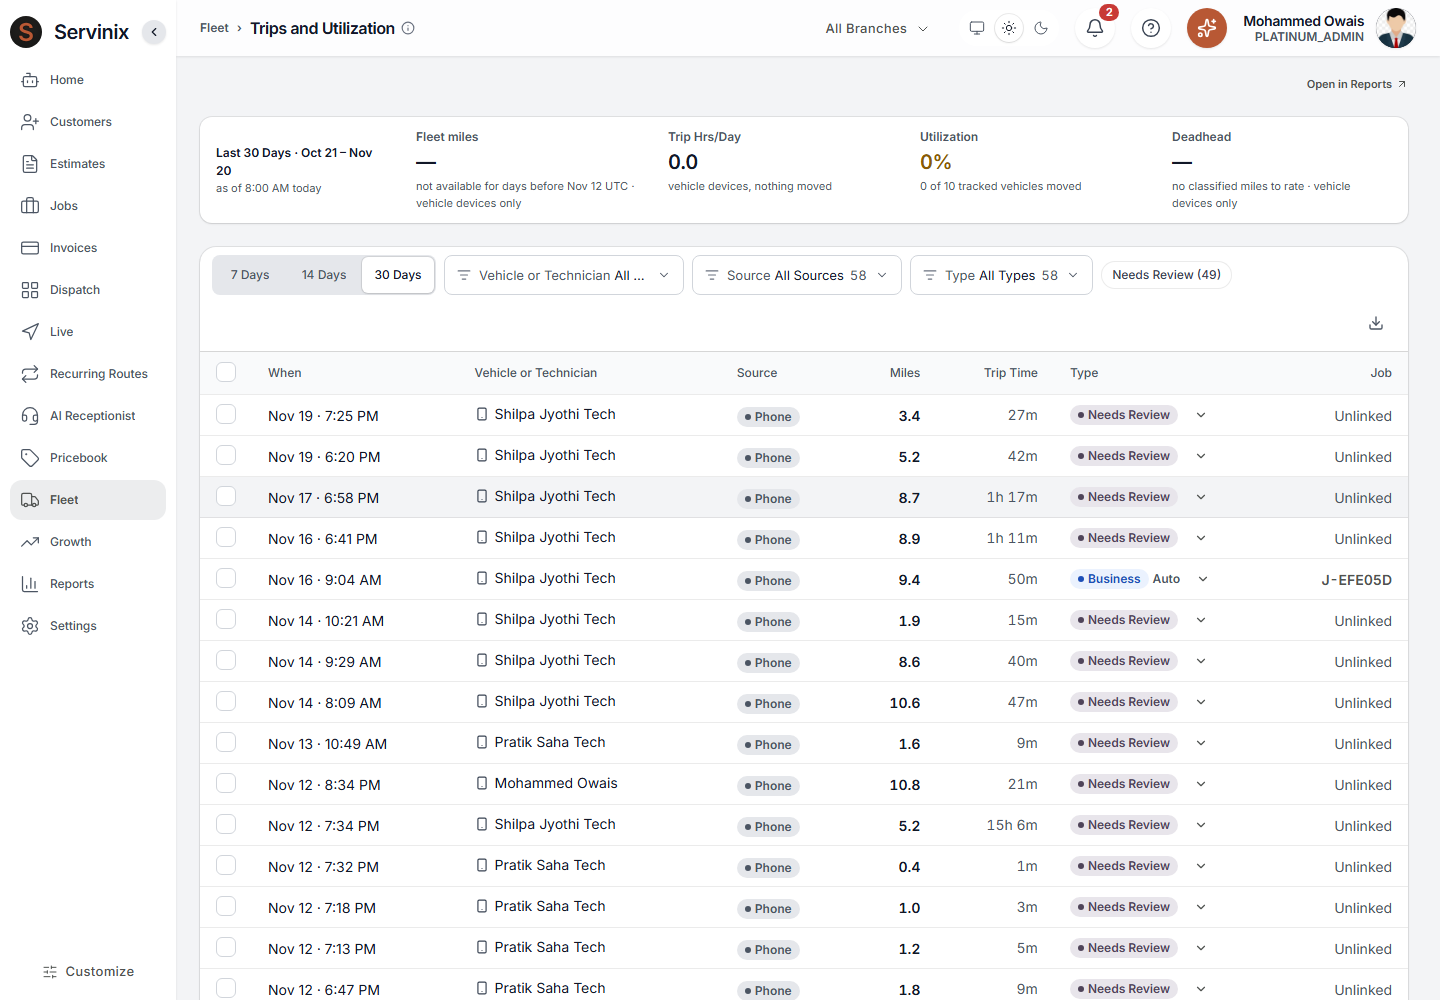 S Servinix
Home
Customers
Estimates
Jobs
Invoices
Dispatch
Live
Recurring Routes
AI Receptionist
Pricebook
Fleet
Growth
Reports
Settings
Customize
Fleet › Trips and Utilization
All Branches
2
Mohammed Owais
PLATINUM_ADMIN
Open in Reports
Last 30 Days · Oct 21 – Nov
20
as of 8:00 AM today
Fleet miles
—
not available for days before Nov 12 UTC ·
vehicle devices only
Trip Hrs/Day
0.0
vehicle devices, nothing moved
Utilization
0%
0 of 10 tracked vehicles moved
Deadhead
—
no classified miles to rate · vehicle
devices only
7 Days 14 Days 30 Days Vehicle or Technician All ... Source All Sources 58 Type All Types 58 Needs Review (49)
When Vehicle or Technician Source Miles Trip Time Type Job
Nov 19 · 7:25 PM Shilpa Jyothi Tech Phone 3.4 27m Needs Review Unlinked
Nov 19 · 6:20 PM Shilpa Jyothi Tech Phone 5.2 42m Needs Review Unlinked
Nov 17 · 6:58 PM Shilpa Jyothi Tech Phone 8.7 1h 17m Needs Review Unlinked
Nov 16 · 6:41 PM Shilpa Jyothi Tech Phone 8.9 1h 11m Needs Review Unlinked
Nov 16 · 9:04 AM Shilpa Jyothi Tech Phone 9.4 50m Business Auto J-EFE05D
Nov 14 · 10:21 AM Shilpa Jyothi Tech Phone 1.9 15m Needs Review Unlinked
Nov 14 · 9:29 AM Shilpa Jyothi Tech Phone 8.6 40m Needs Review Unlinked
Nov 14 · 8:09 AM Shilpa Jyothi Tech Phone 10.6 47m Needs Review Unlinked
Nov 13 · 10:49 AM Pratik Saha Tech Phone 1.6 9m Needs Review Unlinked
Nov 12 · 8:34 PM Mohammed Owais Phone 10.8 21m Needs Review Unlinked
Nov 12 · 7:34 PM Shilpa Jyothi Tech Phone 5.2 15h 6m Needs Review Unlinked
Nov 12 · 7:32 PM Pratik Saha Tech Phone 0.4 1m Needs Review Unlinked
Nov 12 · 7:18 PM Pratik Saha Tech Phone 1.0 3m Needs Review Unlinked
Nov 12 · 7:13 PM Pratik Saha Tech Phone 1.2 5m Needs Review Unlinked
Nov 12 · 6:47 PM Pratik Saha Tech Phone 1.8 9m Needs Review Unlinked